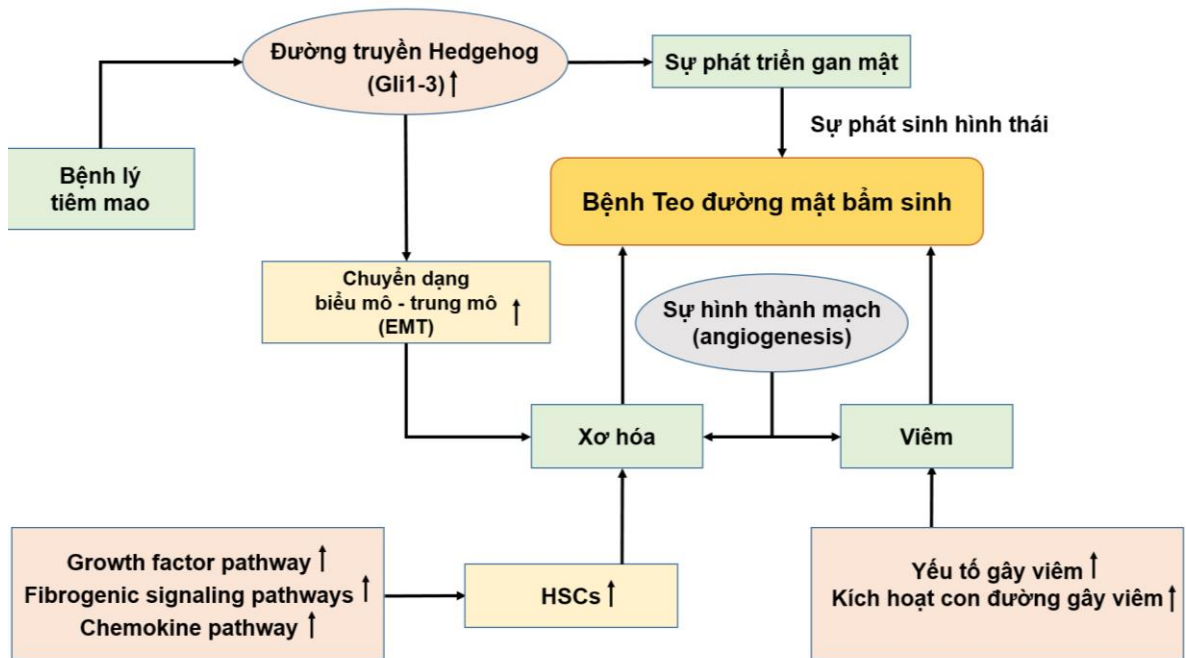 Đường truyền Hedgehog
(Gli1-3)↑
Sự phát triển gan mật
Sự phát sinh hình thái
Bệnh lý
tiêm mao
Bệnh Teo đường mật bẩm sinh
Chuyển dạng
biểu mô - trung mô
(EMT) ↑
Sự hình thành mạch
(angiogenesis)
Xơ hóa
Viêm
Growth factor pathway ↑
Fibrogenic signaling pathways ↑
Chemokine pathway ↑
HSCs ↑
Yếu tố gây viêm ↑
Kích hoạt con đường gây viêm ↑